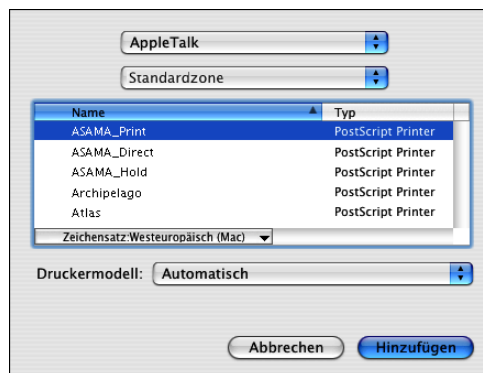 AppleTalk
Standardzone
Name Typ
ASAMA_Print PostScript Printer
ASAMA_Direct PostScript Printer
ASAMA_Hold PostScript Printer
Archipelago PostScript Printer
Atlas PostScript Printer
Zeichensatz:Westeuropäisch (Mac)
Druckermodell: Automatisch
Abbrechen Hinzufügen